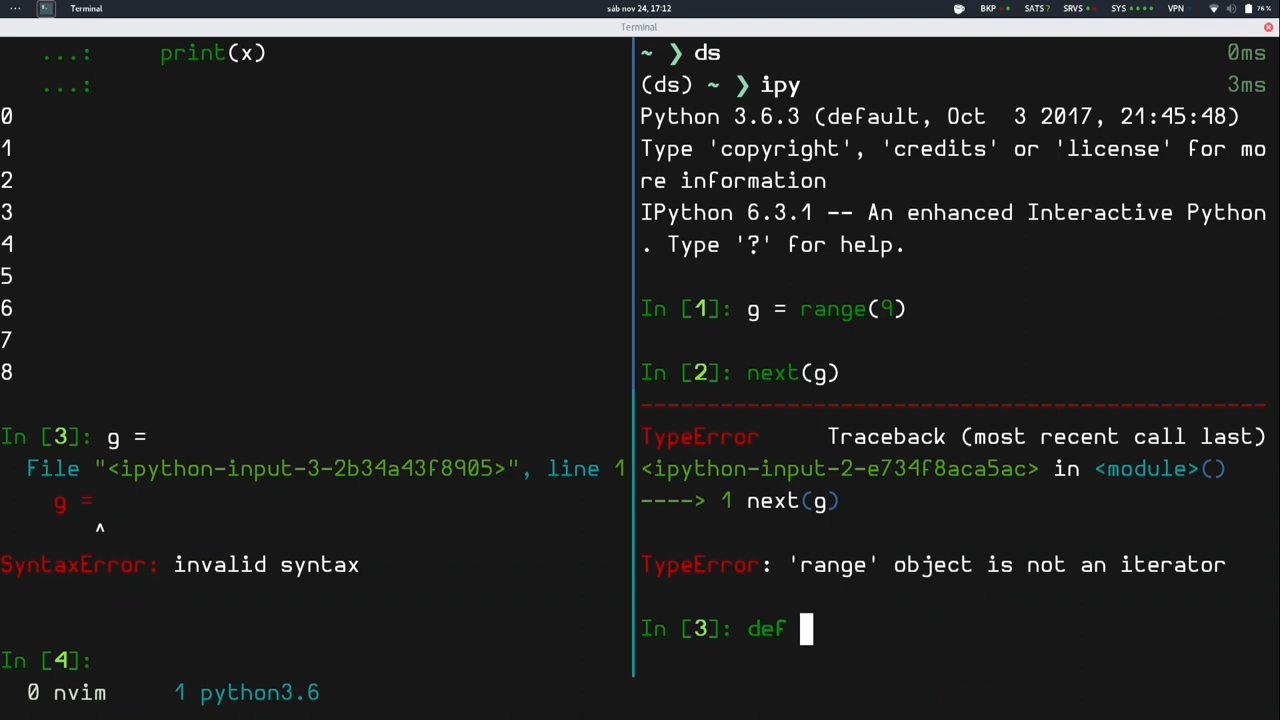 ... Terminal sáb nov 24, 17:12 BKP SATS ? SRVS SYS VPN 76 %
Terminal
...: print(x)
...:
0
1
2
3
4
5
6
7
8
In [3]: g =
File "<ipython-input-3-2b34a43f8905>", line 1
g =
^
SyntaxError: invalid syntax
In [4]:
0 nvim 1 python3.6
~ ❯ ds 0ms
(ds) ~ ❯ ipy 3ms
Python 3.6.3 (default, Oct  3 2017, 21:45:48)
Type 'copyright', 'credits' or 'license' for mo
re information
IPython 6.3.1 -- An enhanced Interactive Python
. Type '?' for help.
In [1]: g = range(9)
In [2]: next(g)
-----------------------------------------------
TypeError Traceback (most recent call last)
<ipython-input-2-e734f8aca5ac> in <module>()
----> 1 next(g)
TypeError: 'range' object is not an iterator
In [3]: def